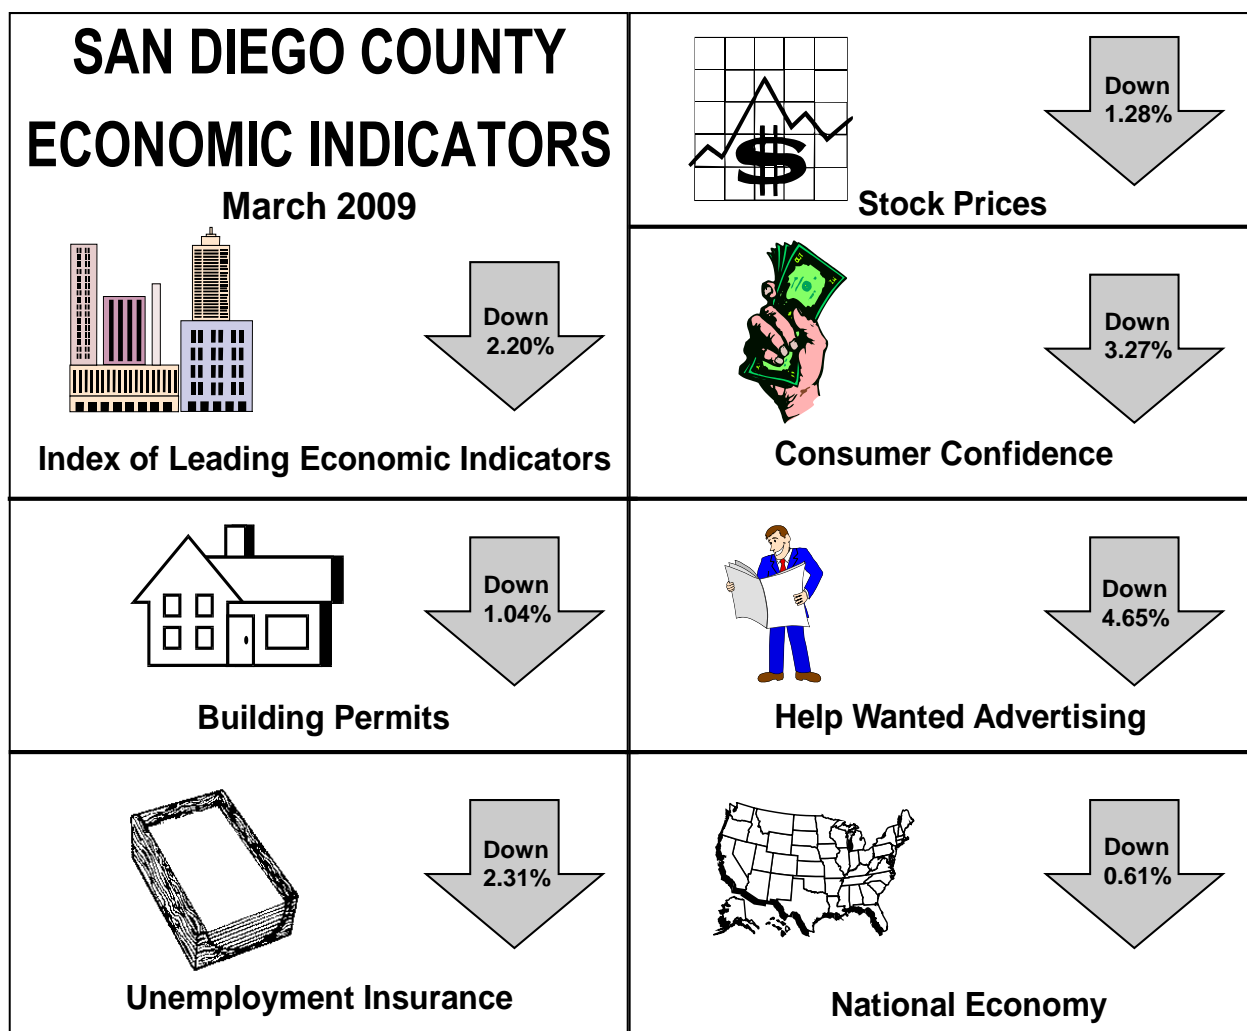 SAN DIEGO COUNTY
ECONOMIC INDICATORS
March 2009
Down
2.20%
Index of Leading Economic Indicators
Down
1.28%
Stock Prices
Down
3.27%
Consumer Confidence
Down
1.04%
Building Permits
Down
4.65%
Help Wanted Advertising
Down
2.31%
Unemployment Insurance
Down
0.61%
National Economy